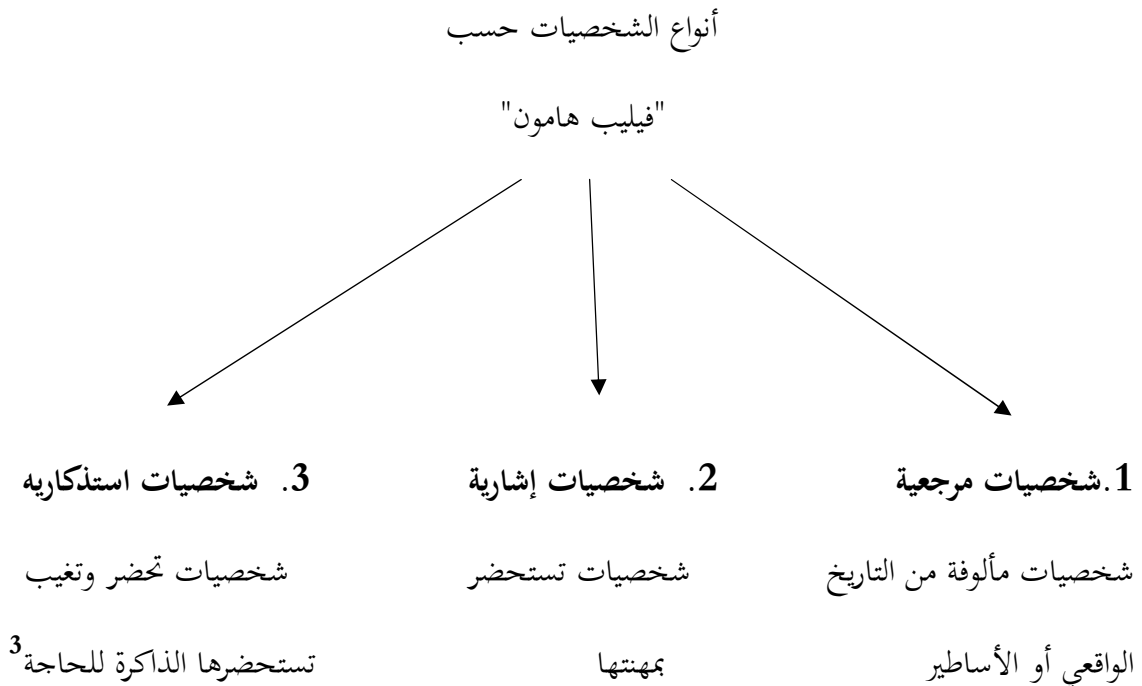 أنواع الشخصيات حسب
"فيليب هامون"
1.شخصيات مرجعية
شخصيات مألوفة من التاريخ
الواقعي أو الأساطير
2. شخصيات إشارية
شخصيات تستحضر
بمهنتها
3. شخصيات استذكاريه
شخصيات تحضر وتغيب
تستحضرها الذاكرة للحاجة3